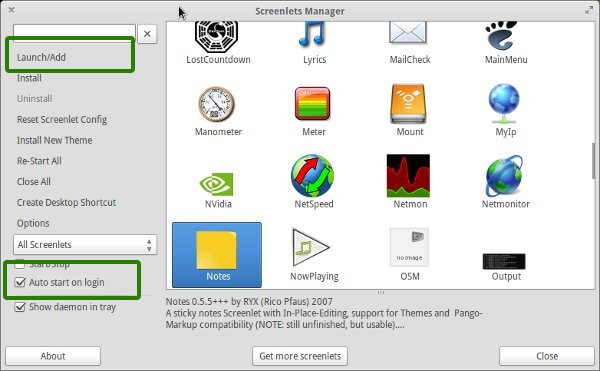 Screenlets Manager
Launch/Add
Install
Uninstall
Reset Screenlet Config
Install New Theme
Re-Start All
Close All
Create Desktop Shortcut
Options
All Screenlets
Start/Stop
Auto start on login
Show daemon in tray
LostCountdown
Lyrics
MailCheck
MainMenu
Manometer
Meter
Mount
MyIp
NVidia
NetSpeed
Netmon
Netmonitor
Notes
NowPlaying
no image
OSM
Output
Notes 0.5.5+++ by RYX (Rico Pfaus) 2007
A sticky notes Screenlet with In-Place-Editing, support for Themes and Pango-
Markup compatibility (NOTE: still unfinished, but usable)....
About
Get more screenlets
Close